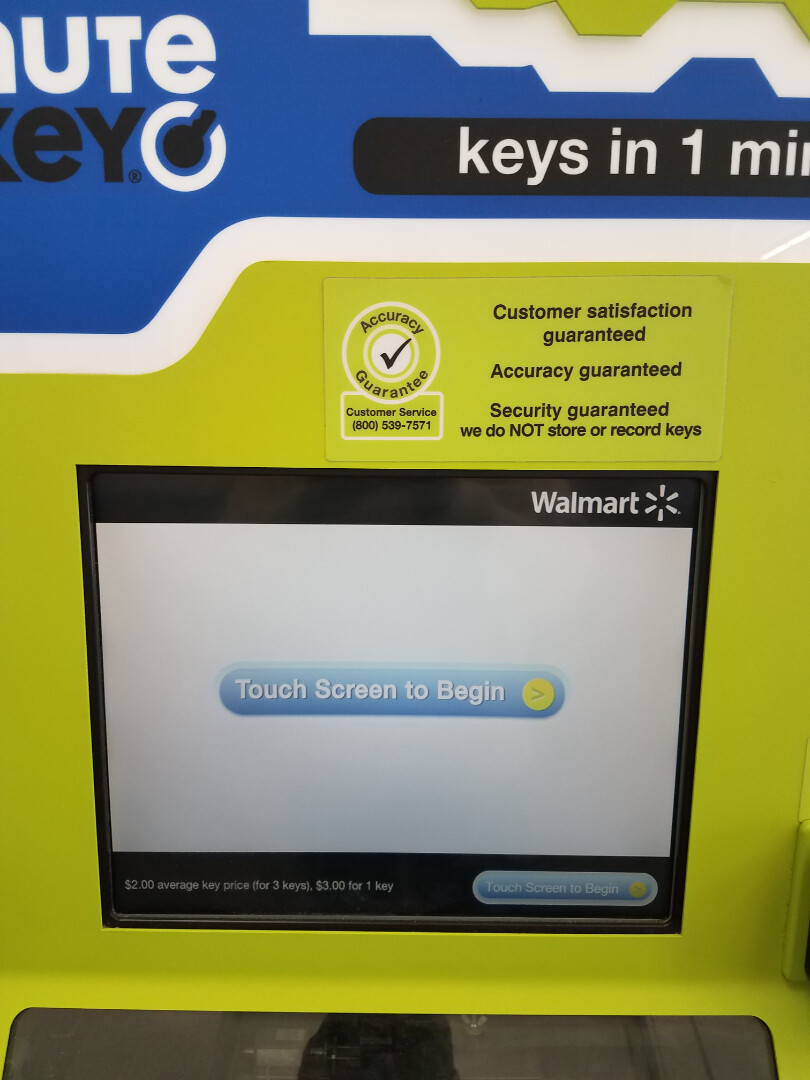 ute
key®
keys in 1 min
Accuracy
Guarantee
Customer Service
(800) 539-7571
Customer satisfaction
guaranteed
Accuracy guaranteed
Security guaranteed
we do NOT store or record keys
Walmart
Touch Screen to Begin >
$2.00 average key price (for 3 keys), $3.00 for 1 key
Touch Screen to Begin >